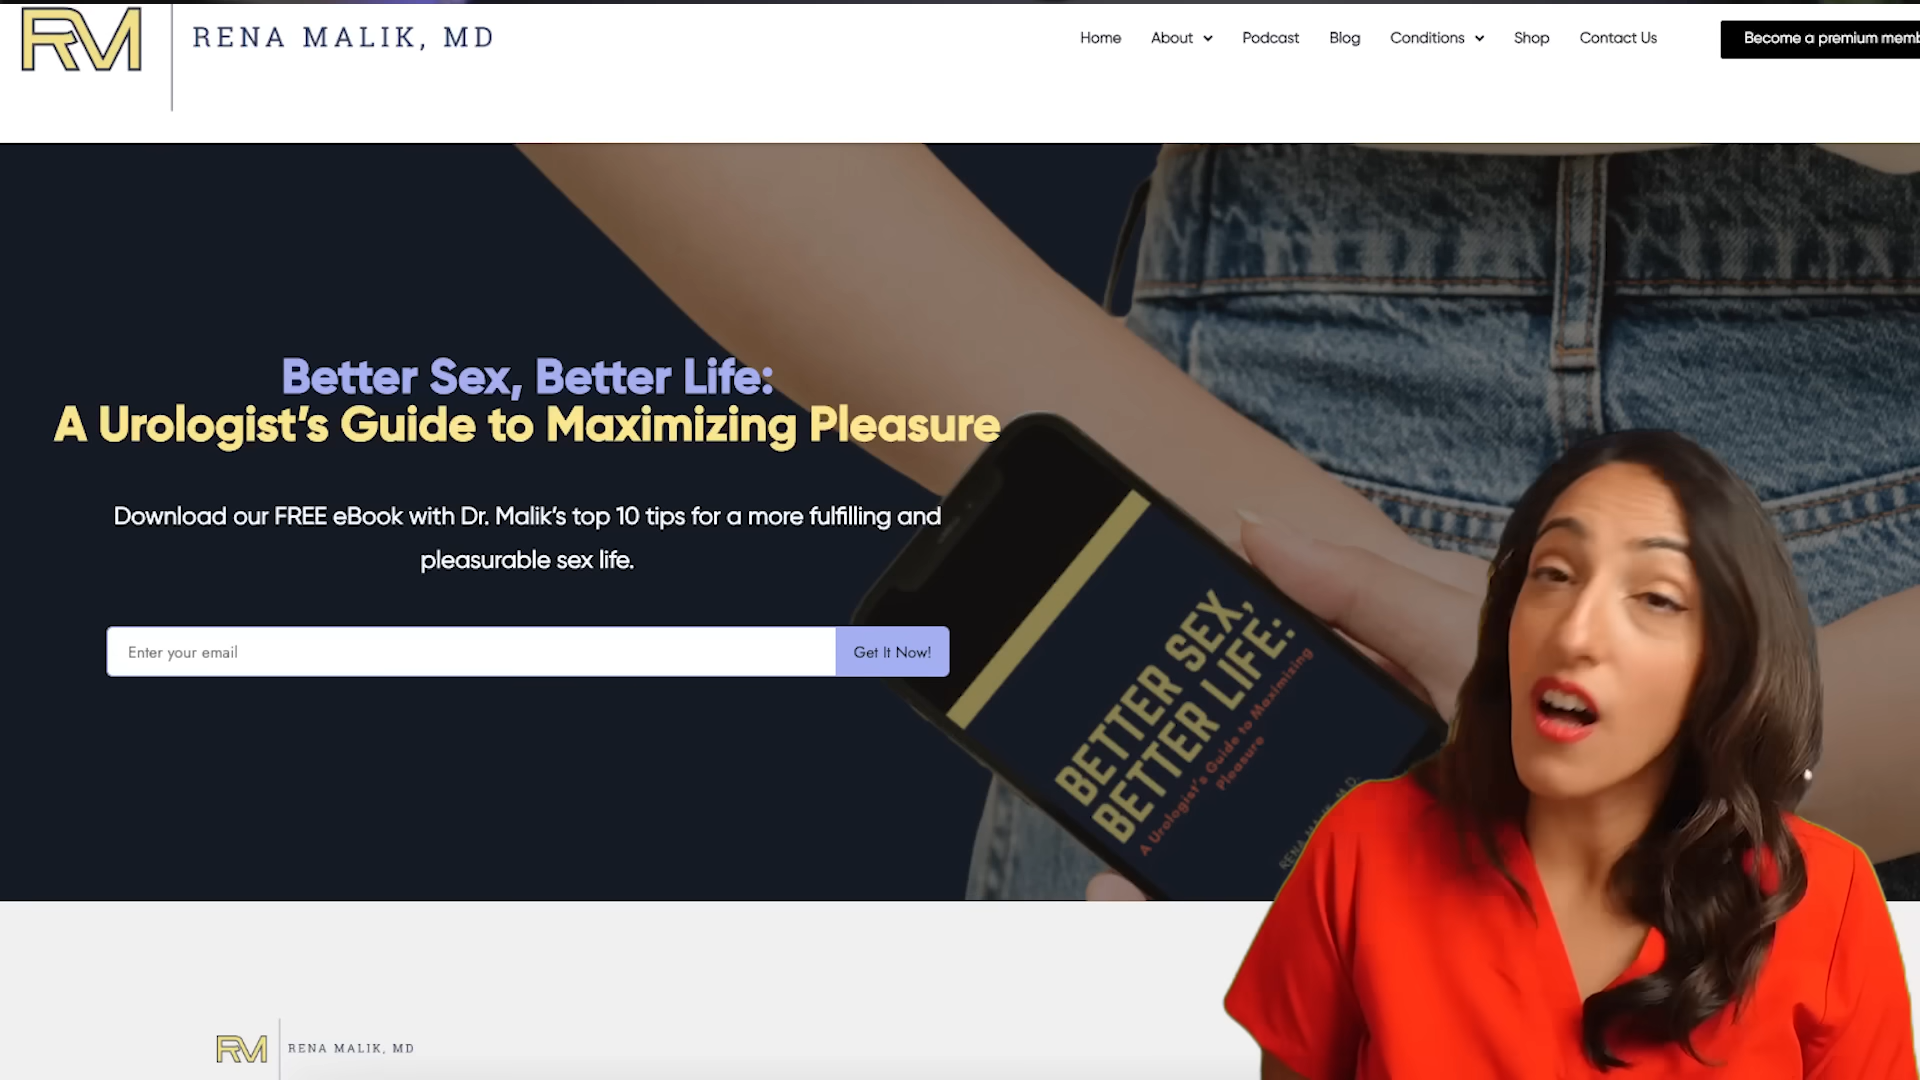 RM
RENA MALIK, MD
Home
About
Podcast
Blog
Conditions
Shop
Contact Us
Become a premium memb
Better Sex, Better Life:
A Urologist's Guide to Maximizing Pleasure
Download our FREE eBook with Dr. Malik's top 10 tips for a more fulfilling and
pleasurable sex life.
Enter your email
Get It Now!
BETTER SEX,
BETTER LIFE:
A Urologist's Guide to Maximizing
Pleasure
RENA MALIK, M.D.
RM
RENA MALIK, MD